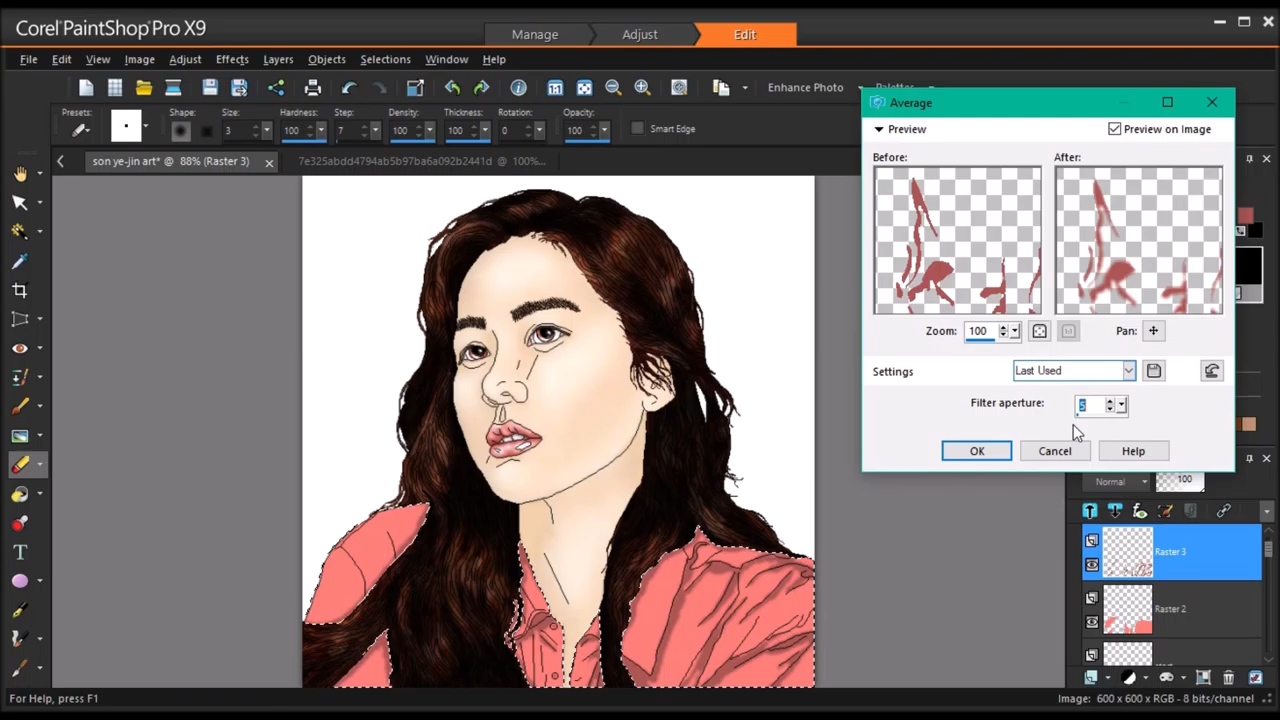 Corel® PaintShop® Pro X9
Manage
Adjust
Edit
File Edit View Image Adjust Effects Layers Objects Selections Window Help
Enhance Photo
Palettes
Presets: Shape: Size: Hardness: Step: Density: Thickness: Rotation: Opacity:
3 100 7 100 100 0 100 Smart Edge
son ye-jin art* @ 88% (Raster 3)
7e325abdd4794ab5b97ba6a092b2441d @ 100%...
Average
Preview
Preview on Image
Before:
After:
Zoom: 100
Pan:
Settings
Last Used
Filter aperture: 5
OK
Cancel
Help
Normal
100
Raster 3
Raster 2
For Help, press F1
Image: 600 x 600 x RGB - 8 bits/channel